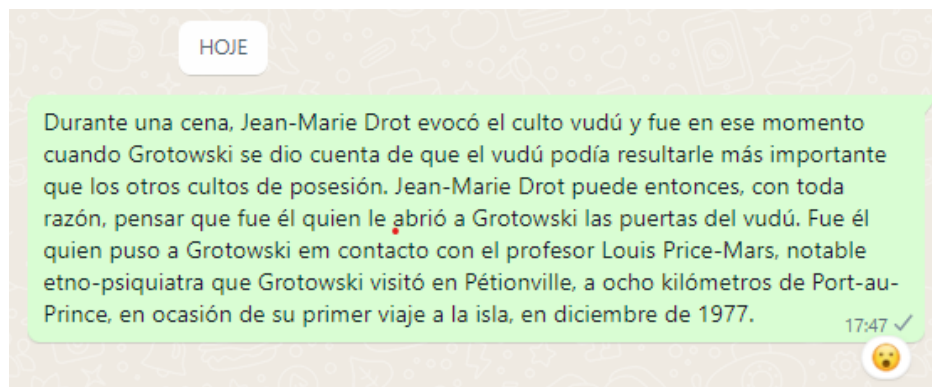 HOJE
Durante una cena, Jean-Marie Drot evocó el culto vudú y fue en ese momento
cuando Grotowski se dio cuenta de que el vudú podía resultarle más importante
que los otros cultos de posesión. Jean-Marie Drot puede entonces, con toda
razón, pensar que fue él quien le abrió a Grotowski las puertas del vudú. Fue él
quien puso a Grotowski em contacto con el profesor Louis Price-Mars, notable
etno-psiquiatra que Grotowski visitó en Pétionville, a ocho kilómetros de Port-au-
Prince, en ocasión de su primer viaje a la isla, en diciembre de 1977.
17:47